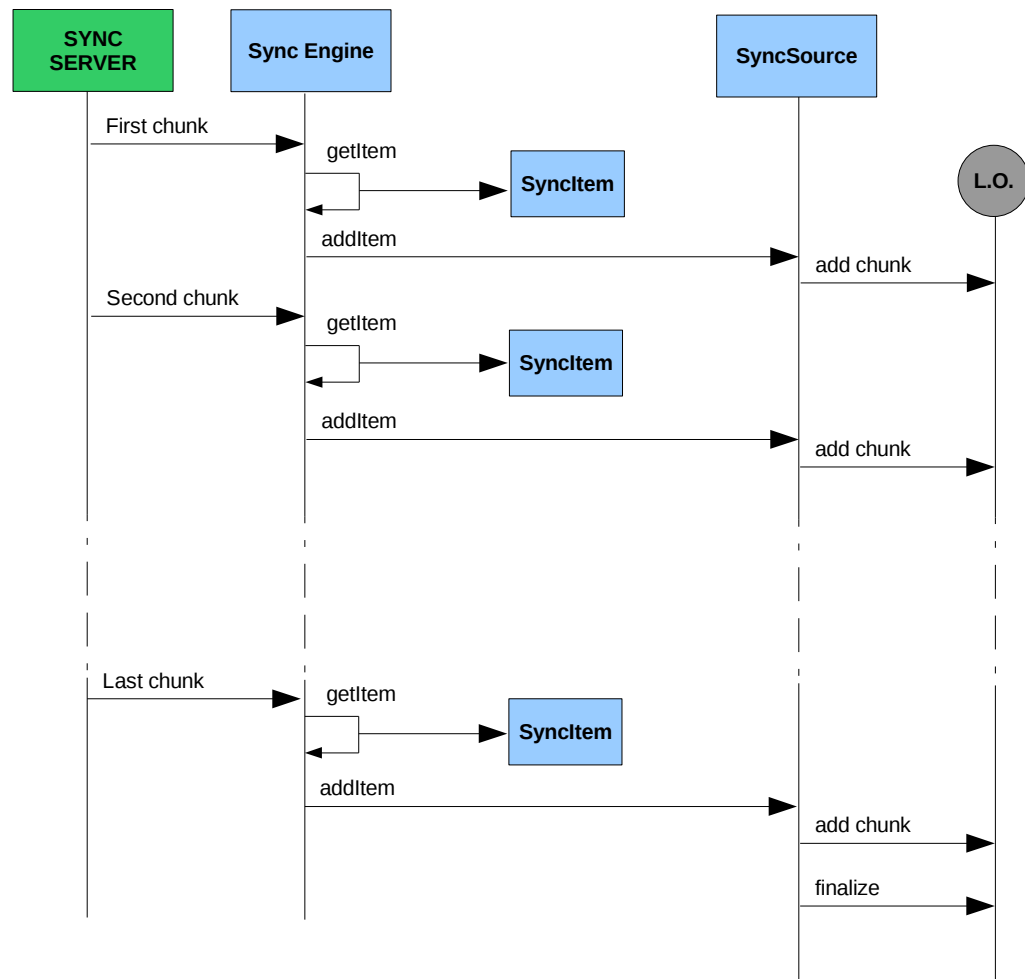 SYNC
SERVER
Sync Engine
SyncSource
First chunk
getItem
SyncItem
L.O.
addItem
add chunk
Second chunk
getItem
SyncItem
addItem
add chunk
Last chunk
getItem
SyncItem
addItem
add chunk
finalize